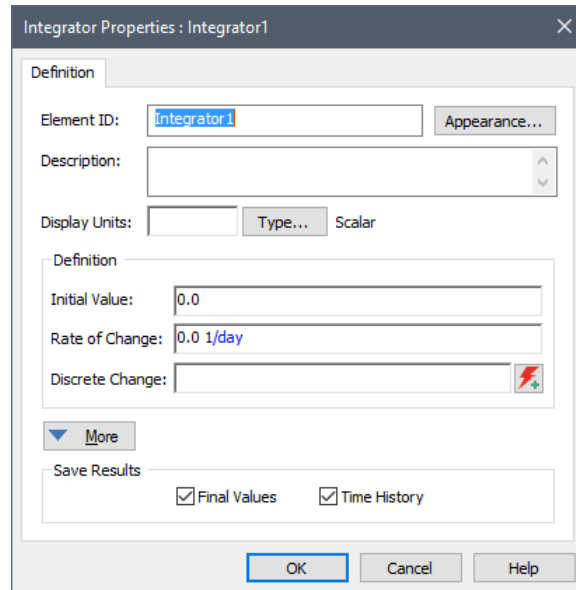 Integrator Properties : Integrator1
Definition
Element ID: Integrator1 Appearance...
Description:
Display Units: Type... Scalar
Definition
Initial Value: 0.0
Rate of Change: 0.0 1/day
Discrete Change:
More
Save Results
Final Values Time History
OK Cancel Help